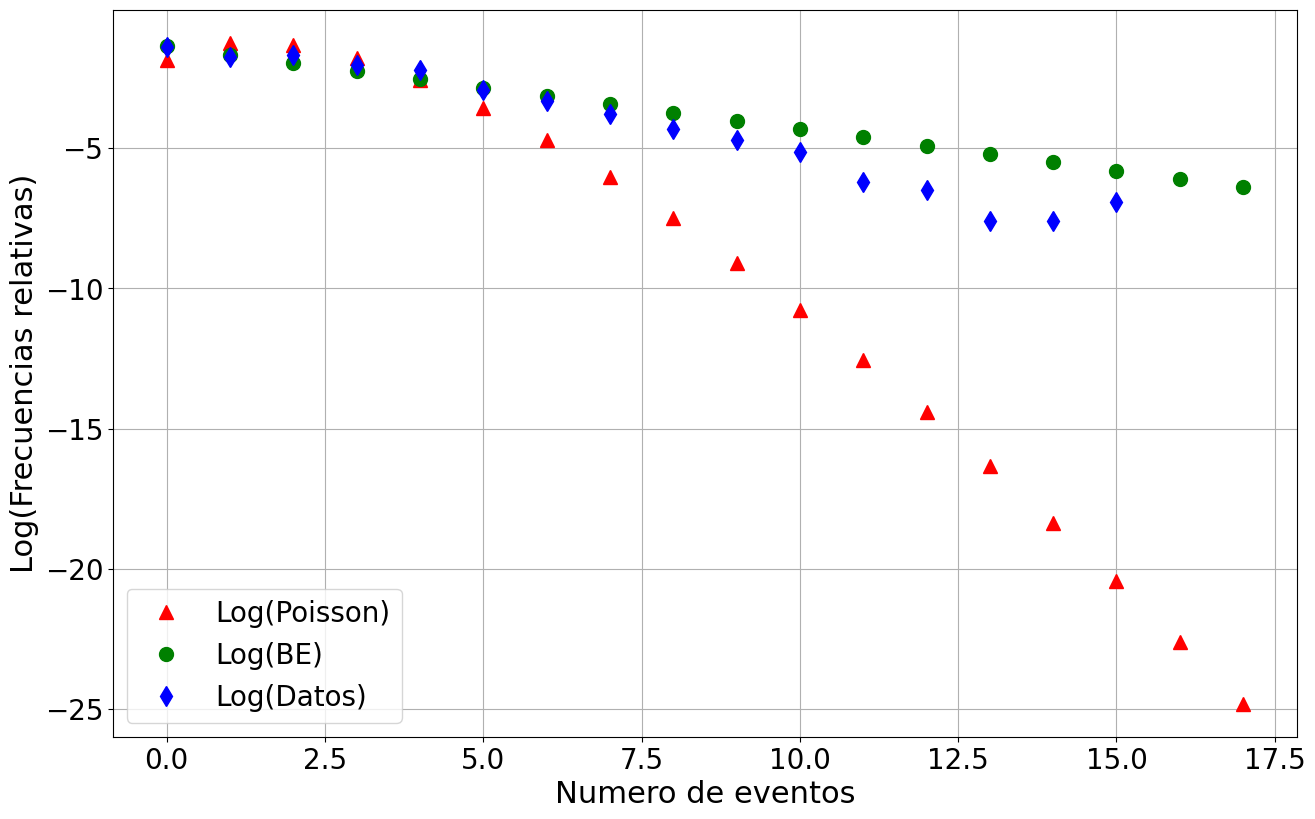 Log(Frecuencias relativas)
−5
−10
−15
−20
−25
Log(Poisson)
Log(BE)
Log(Datos)
0.0 2.5 5.0 7.5 10.0 12.5 15.0 17.5
Numero de eventos